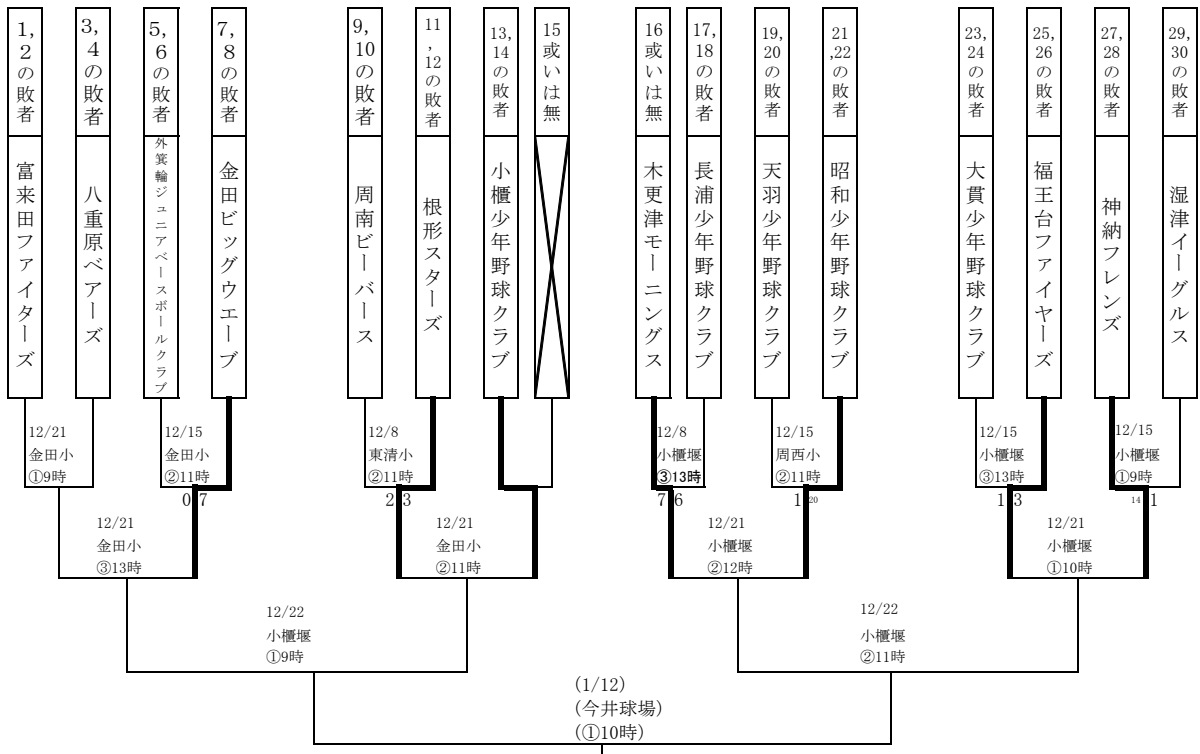 1,2の敗者
3,4の敗者
5,6の敗者
7,8の敗者
9,10の敗者
11,12の敗者
13,14の敗者
15或いは無
16或いは無
17,18の敗者
19,20の敗者
21,22の敗者
23,24の敗者
25,26の敗者
27,28の敗者
29,30の敗者
富来田ファイターズ
八重原ベアーズ
外箕輪ジュニアベースボールクラブ
金田ビッグウエーブ
周南ビーバース
根形スターズ
小櫃少年野球クラブ
木更津モーニングス
長浦少年野球クラブ
天羽少年野球クラブ
昭和少年野球クラブ
大貫少年野球クラブ
福王台ファイヤーズ
神納フレンズ
湿津イーグルス
12/21
金田小
①9時
12/15
金田小
②11時
0 7
12/8
東清小
②11時
2 3
12/8
小櫃堰
③13時
7 6
12/15
周西小
②11時
1 20
12/15
小櫃堰
③13時
1 3
12/15
小櫃堰
①9時
14 1
12/21
金田小
③13時
12/21
金田小
②11時
12/21
小櫃堰
②12時
12/21
小櫃堰
①10時
12/22
小櫃堰
①9時
12/22
小櫃堰
②11時
(1/12)
(今井球場)
(①10時)